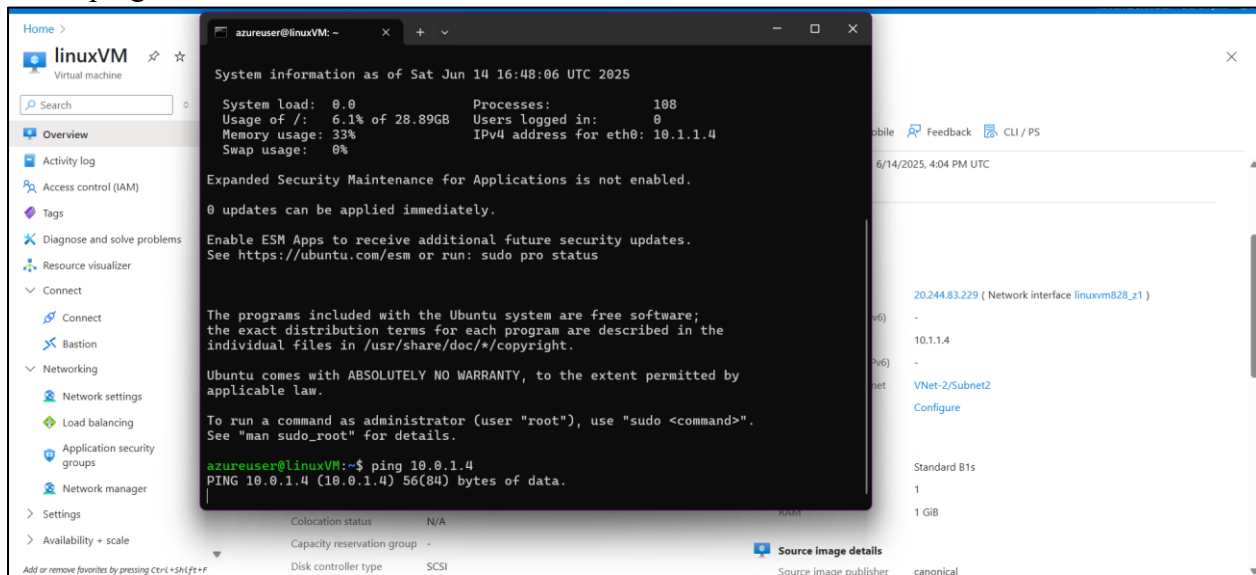 Home >
linuxVM
Virtual machine
Search
Overview
Activity log
Access control (IAM)
Tags
Diagnose and solve problems
Resource visualizer
Connect
Connect
Bastion
Networking
Network settings
Load balancing
Application security
groups
Network manager
Settings
Availability + scale
Add or remove favorites by pressing Ctrl+Shift+F
azureuser@linuxVM: ~
System information as of Sat Jun 14 16:48:06 UTC 2025
System load: 0.0 Processes: 108
Usage of /: 6.1% of 28.89GB Users logged in: 0
Memory usage: 33% IPv4 address for eth0: 10.1.1.4
Swap usage: 0%
Expanded Security Maintenance for Applications is not enabled.
0 updates can be applied immediately.
Enable ESM Apps to receive additional future security updates.
See https://ubuntu.com/esm or run: sudo pro status
The programs included with the Ubuntu system are free software;
the exact distribution terms for each program are described in the
individual files in /usr/share/doc/*/copyright.
Ubuntu comes with ABSOLUTELY NO WARRANTY, to the extent permitted by
applicable law.
To run a command as administrator (user "root"), use "sudo <command>".
See "man sudo_root" for details.
azureuser@linuxVM:~$ ping 10.0.1.4
PING 10.0.1.4 (10.0.1.4) 56(84) bytes of data.
Colocation status N/A
Capacity reservation group -
Disk controller type SCSI
Feedback CLI / PS
6/14/2025, 4:04 PM UTC
20.244.83.229 ( Network interface linuxvm828_z1 )
-
10.1.1.4
-
VNet-2/Subnet2
Configure
Standard B1s
1
RAM 1 GiB
Source image details
Source image publisher canonical